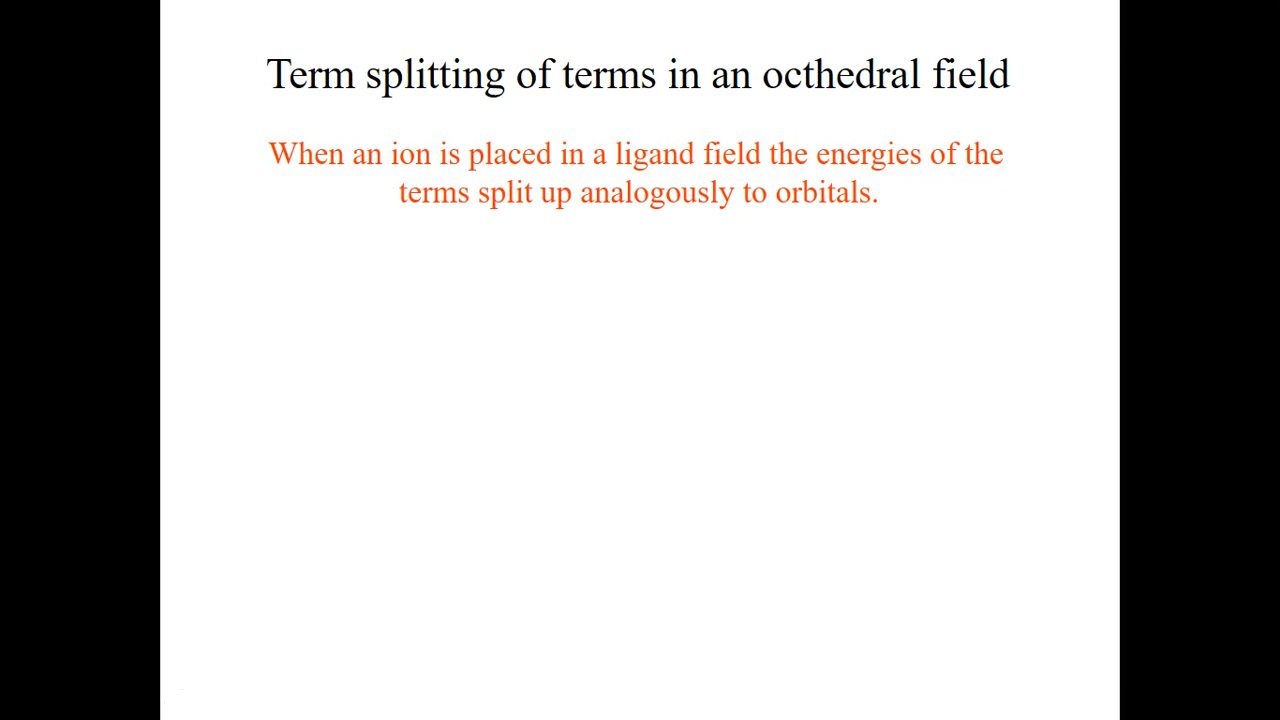 Term splitting of terms in an octhedral field
When an ion is placed in a ligand field the energies of the
terms split up analogously to orbitals.